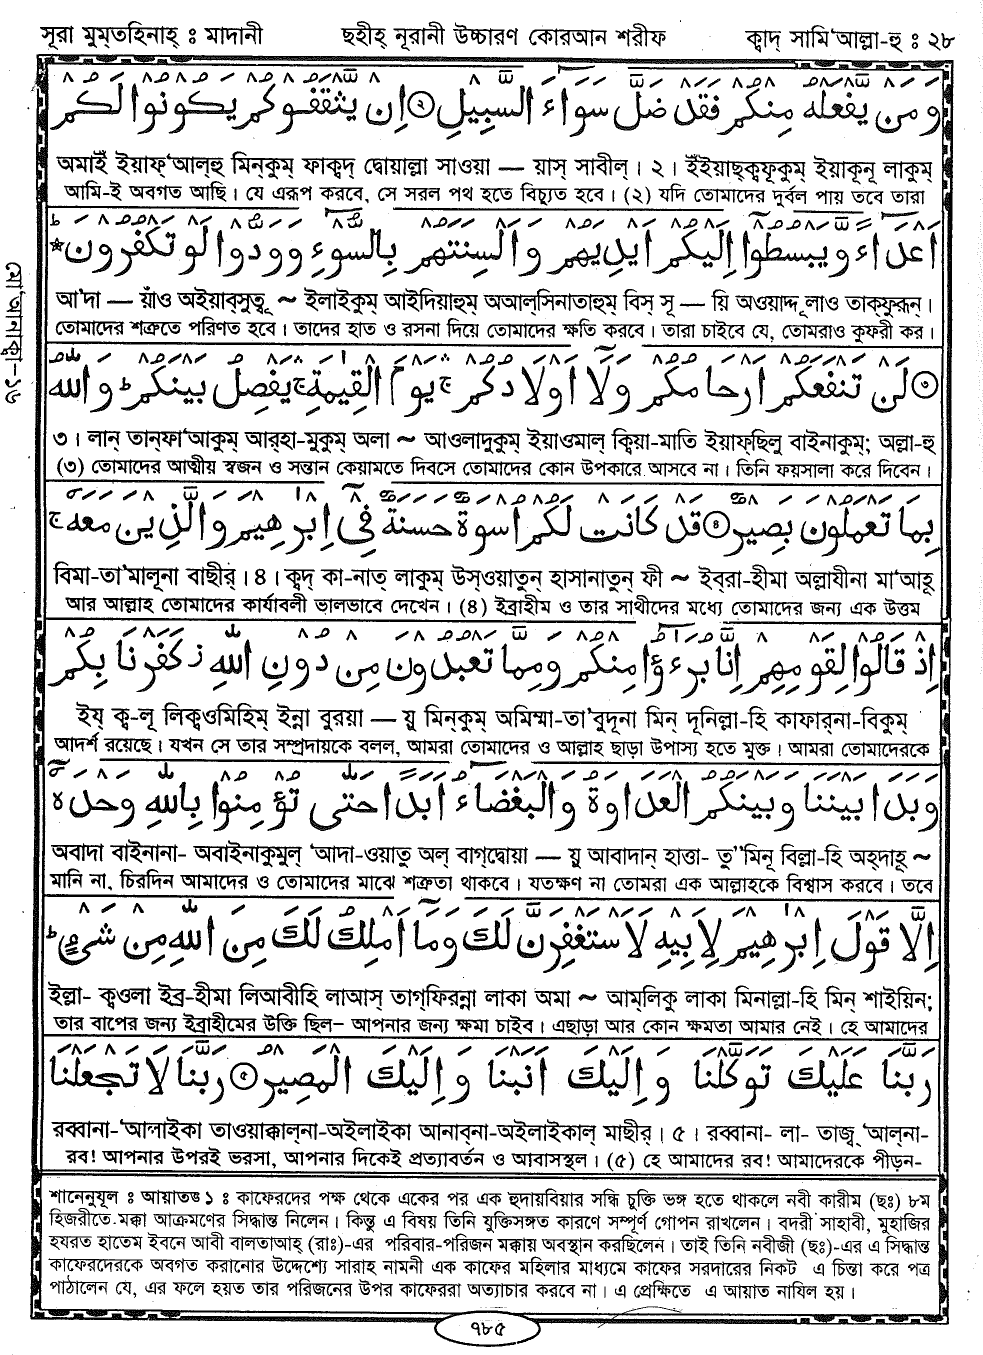 সূরা মুম্‌তাহিনাহ্‌ ঃ মাদানী ছহীহ্‌ নূরানী উচ্চারণ কোরআন শরীফ ক্বাদ্‌ সামি‘আল্লা-হু ঃ ২৮
وَمَنْ يَّفْعَلْهُ مِنْكُمْ فَقَدْ ضَلَّ سَوَاءَ السَّبِيْلِ ② اِنْ يَّثْقَفُوْكُمْ يَكُوْنُوْا لَكُمْ
অমাইঁ ইয়াফ্‌‘আল্‌হু মিন্‌কুম্‌ ফাক্বদ্‌ দ্বোয়াল্লা সাওয়া — য়াস্‌ সাবীল্‌। ২। ইঁইয়াছ্‌ক্বফূকুম্‌ ইয়াকূনূ লাকুম্‌
আমি-ই অবগত আছি। যে এরূপ করবে, সে সরল পথ হতে বিচ্যুত হবে। (২) যদি তোমাদের দুর্বল পায় তবে তারা
اَعْدَاءً وَّيَبْسُطُوْا اِلَيْكُمْ اَيْدِيَهُمْ وَاَلْسِنَتَهُمْ بِالسُّوْءِ وَوَدُّوْا لَوْ تَكْفُرُوْنَ ط
আ‘দা — য়াঁও অইয়াব্‌সুত্বূ ~ ইলাইকুম্‌ আইদিয়াহুম্‌ অআল্‌সিনাতাহুম্‌ বিস্‌ সূ — য়ি অওয়াদ্দূ লাও তাক্‌ফুরূন্‌।
তোমাদের শত্রুতে পরিণত হবে। তাদের হাত ও রসনা দিয়ে তোমাদের ক্ষতি করবে। তারা চাইবে যে, তোমরাও কুফরী কর।
মো‘আনাক্বা-১৬
③ لَنْ تَنْفَعَكُمْ اَرْحَامُكُمْ وَلَا اَوْلَادُكُمْ ج يَوْمَ الْقِيٰمَةِ ج يَفْصِلُ بَيْنَكُمْ ط وَاللّٰهُ
৩। লান্‌ তান্‌ফা‘আকুম্‌ আর্‌হা-মুকুম্‌ অলা ~ আওলাদুকুম্‌ ইয়াওমাল্‌ ক্বিয়া-মাতি ইয়াফ্‌ছিলু বাইনাকুম্‌; অল্লা-হু
(৩) তোমাদের আত্মীয় স্বজন ও সন্তান কেয়ামতে দিবসে তোমাদের কোন উপকারে আসবে না। তিনি ফয়সালা করে দিবেন।
بِمَا تَعْمَلُوْنَ بَصِيْرٌ ④ قَدْ كَانَتْ لَكُمْ اُسْوَةٌ حَسَنَةٌ فِيْ اِبْرٰهِيْمَ وَالَّذِيْنَ مَعَهٗ ج
বিমা-তা‘মালূনা বাছীর্‌। ৪। ক্বদ্‌ কা-নাত্‌ লাকুম্‌ উস্‌ওয়াতুন্‌ হাসানাতুন্‌ ফী ~ ইব্‌রা-হীমা অল্লাযীনা মা‘আহূ
আর আল্লাহ তোমাদের কার্যাবলী ভালভাবে দেখেন। (৪) ইব্রাহীম ও তার সাথীদের মধ্যে তোমাদের জন্য এক উত্তম
اِذْ قَالُوْا لِقَوْمِهِمْ اِنَّا بُرَءٰٓؤُا مِنْكُمْ وَمِمَّا تَعْبُدُوْنَ مِنْ دُوْنِ اللّٰهِ ز كَفَرْنَا بِكُمْ
ইয্‌ ক্ব-লূ লিক্বওমিহিম্‌ ইন্না বুরয়া — য়ু মিন্‌কুম্‌ অমিম্মা-তা‘বুদূনা মিন্‌ দূনিল্লা-হি কাফার্‌না-বিকুম্‌
আদর্শ রয়েছে। যখন সে তার সম্প্রদায়কে বলল, আমরা তোমাদের ও আল্লাহ ছাড়া উপাস্য হতে মুক্ত। আমরা তোমাদেরকে
وَبَدَا بَيْنَنَا وَبَيْنَكُمُ الْعَدَاوَةُ وَالْبَغْضَاءُ اَبَدًا حَتّٰى تُؤْمِنُوْا بِاللّٰهِ وَحْدَهٗ
অবাদা বাইনানা- অবাইনাকুমুল্‌ ‘আদা-ওয়াতু অল্‌ বাগ্‌দ্বোয়া — য়ু আবাদান্‌ হাত্তা- তু”মিনূ বিল্লা-হি অহ্‌দাহূ ~
মানি না, চিরদিন আমাদের ও তোমাদের মাঝে শত্রুতা থাকবে। যতক্ষণ না তোমরা এক আল্লাহকে বিশ্বাস করবে। তবে
اِلَّا قَوْلَ اِبْرٰهِيْمَ لِاَبِيْهِ لَاَسْتَغْفِرَنَّ لَكَ وَمَا اَمْلِكُ لَكَ مِنَ اللّٰهِ مِنْ شَيْءٍ ط
ইল্লা- ক্বওলা ইব্র-হীমা লিআবীহি লাআস্‌ তাগ্‌ফিরন্না লাকা অমা ~ আম্‌লিকু লাকা মিনাল্লা-হি মিন্‌ শাইয়িন্‌;
তার বাপের জন্য ইব্রাহীমের উক্তি ছিল– আপনার জন্য ক্ষমা চাইব। এছাড়া আর কোন ক্ষমতা আমার নেই। হে আমাদের
رَبَّنَا عَلَيْكَ تَوَكَّلْنَا وَاِلَيْكَ اَنَبْنَا وَاِلَيْكَ الْمَصِيْرُ ④ رَبَّنَا لَا تَجْعَلْنَا
রব্বানা-‘আলাইকা তাওয়াক্কাল্‌না-অইলাইকা আনাব্‌না-অইলাইকাল্‌ মাছীর্‌। ৫। রব্বানা- লা- তাজ্ব্‌‘আল্‌না-
রব! আপনার উপরই ভরসা, আপনার দিকেই প্রত্যাবর্তন ও আবাসস্থল। (৫) হে আমাদের রব! আমাদেরকে পীড়ন-
শানেনুযূল ঃ আয়াতঃ ১ ঃ কাফেরদের পক্ষ থেকে একের পর এক হুদায়বিয়ার সন্ধি চুক্তি ভঙ্গ হতে থাকলে নবী কারীম (ছঃ) ৮ম
হিজরীতে মক্কা আক্রমণের সিদ্ধান্ত নিলেন। কিন্তু এ বিষয় তিনি যুক্তিসঙ্গত কারণে সম্পূর্ণ গোপন রাখলেন। বদরী সাহাবী, মুহাজির
হযরত হাতেম ইবনে আবী বালতাআহ্‌ (রাঃ)-এর পরিবার-পরিজন মক্কায় অবস্থান করছিলেন। তাই তিনি নবীজী (ছঃ)-এর এ সিদ্ধান্ত
কাফেরদেরকে অবগত করানোর উদ্দেশ্যে সারাহ নামনী এক কাফের মহিলার মাধ্যমে কাফের সরদারের নিকট এ চিন্তা করে পত্র
পাঠালেন যে, এর ফলে হয়ত তার পরিজনের উপর কাফেররা অত্যাচার করবে না। এ প্রেক্ষিতে এ আয়াত নাযিল হয়।
৭৮৫